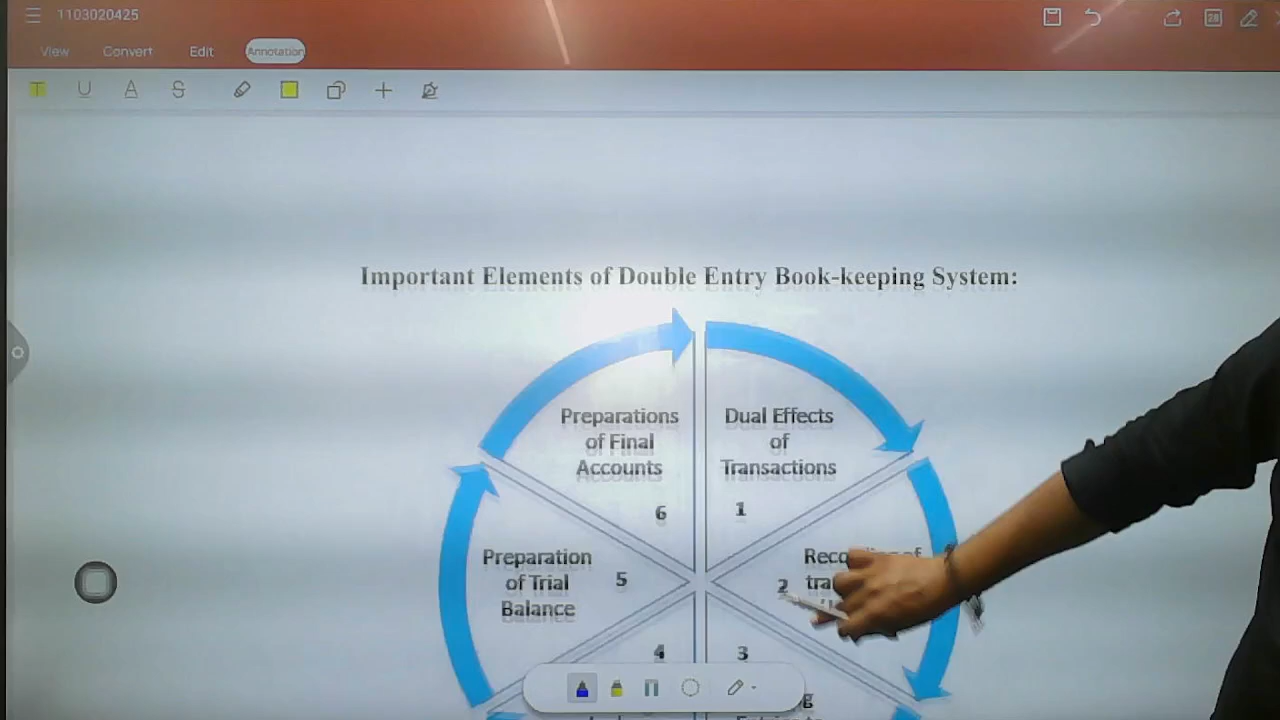 1103020425
View Convert Edit Annotation
Important Elements of Double Entry Book-keeping System:
Preparations
of Final
Accounts
6
Dual Effects
of
Transactions
1
Preparation
of Trial
Balance
5
2
4
3